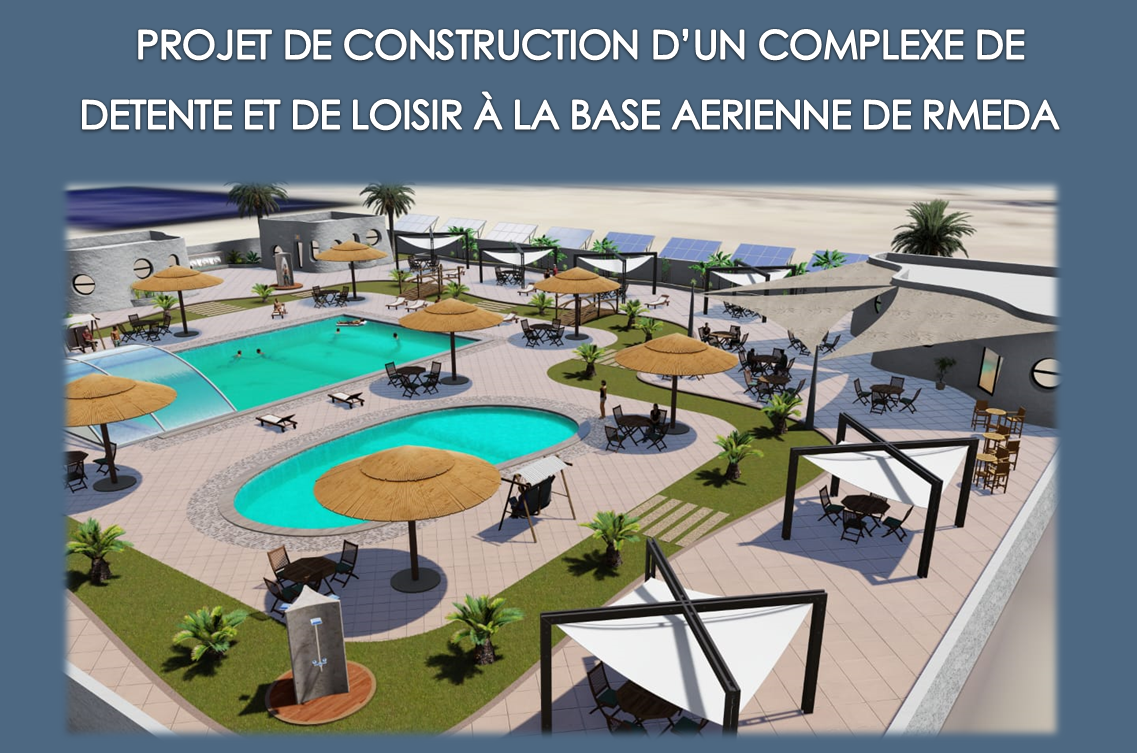 PROJET DE CONSTRUCTION D’UN COMPLEXE DE
DETENTE ET DE LOISIR À LA BASE AERIENNE DE RMEDA